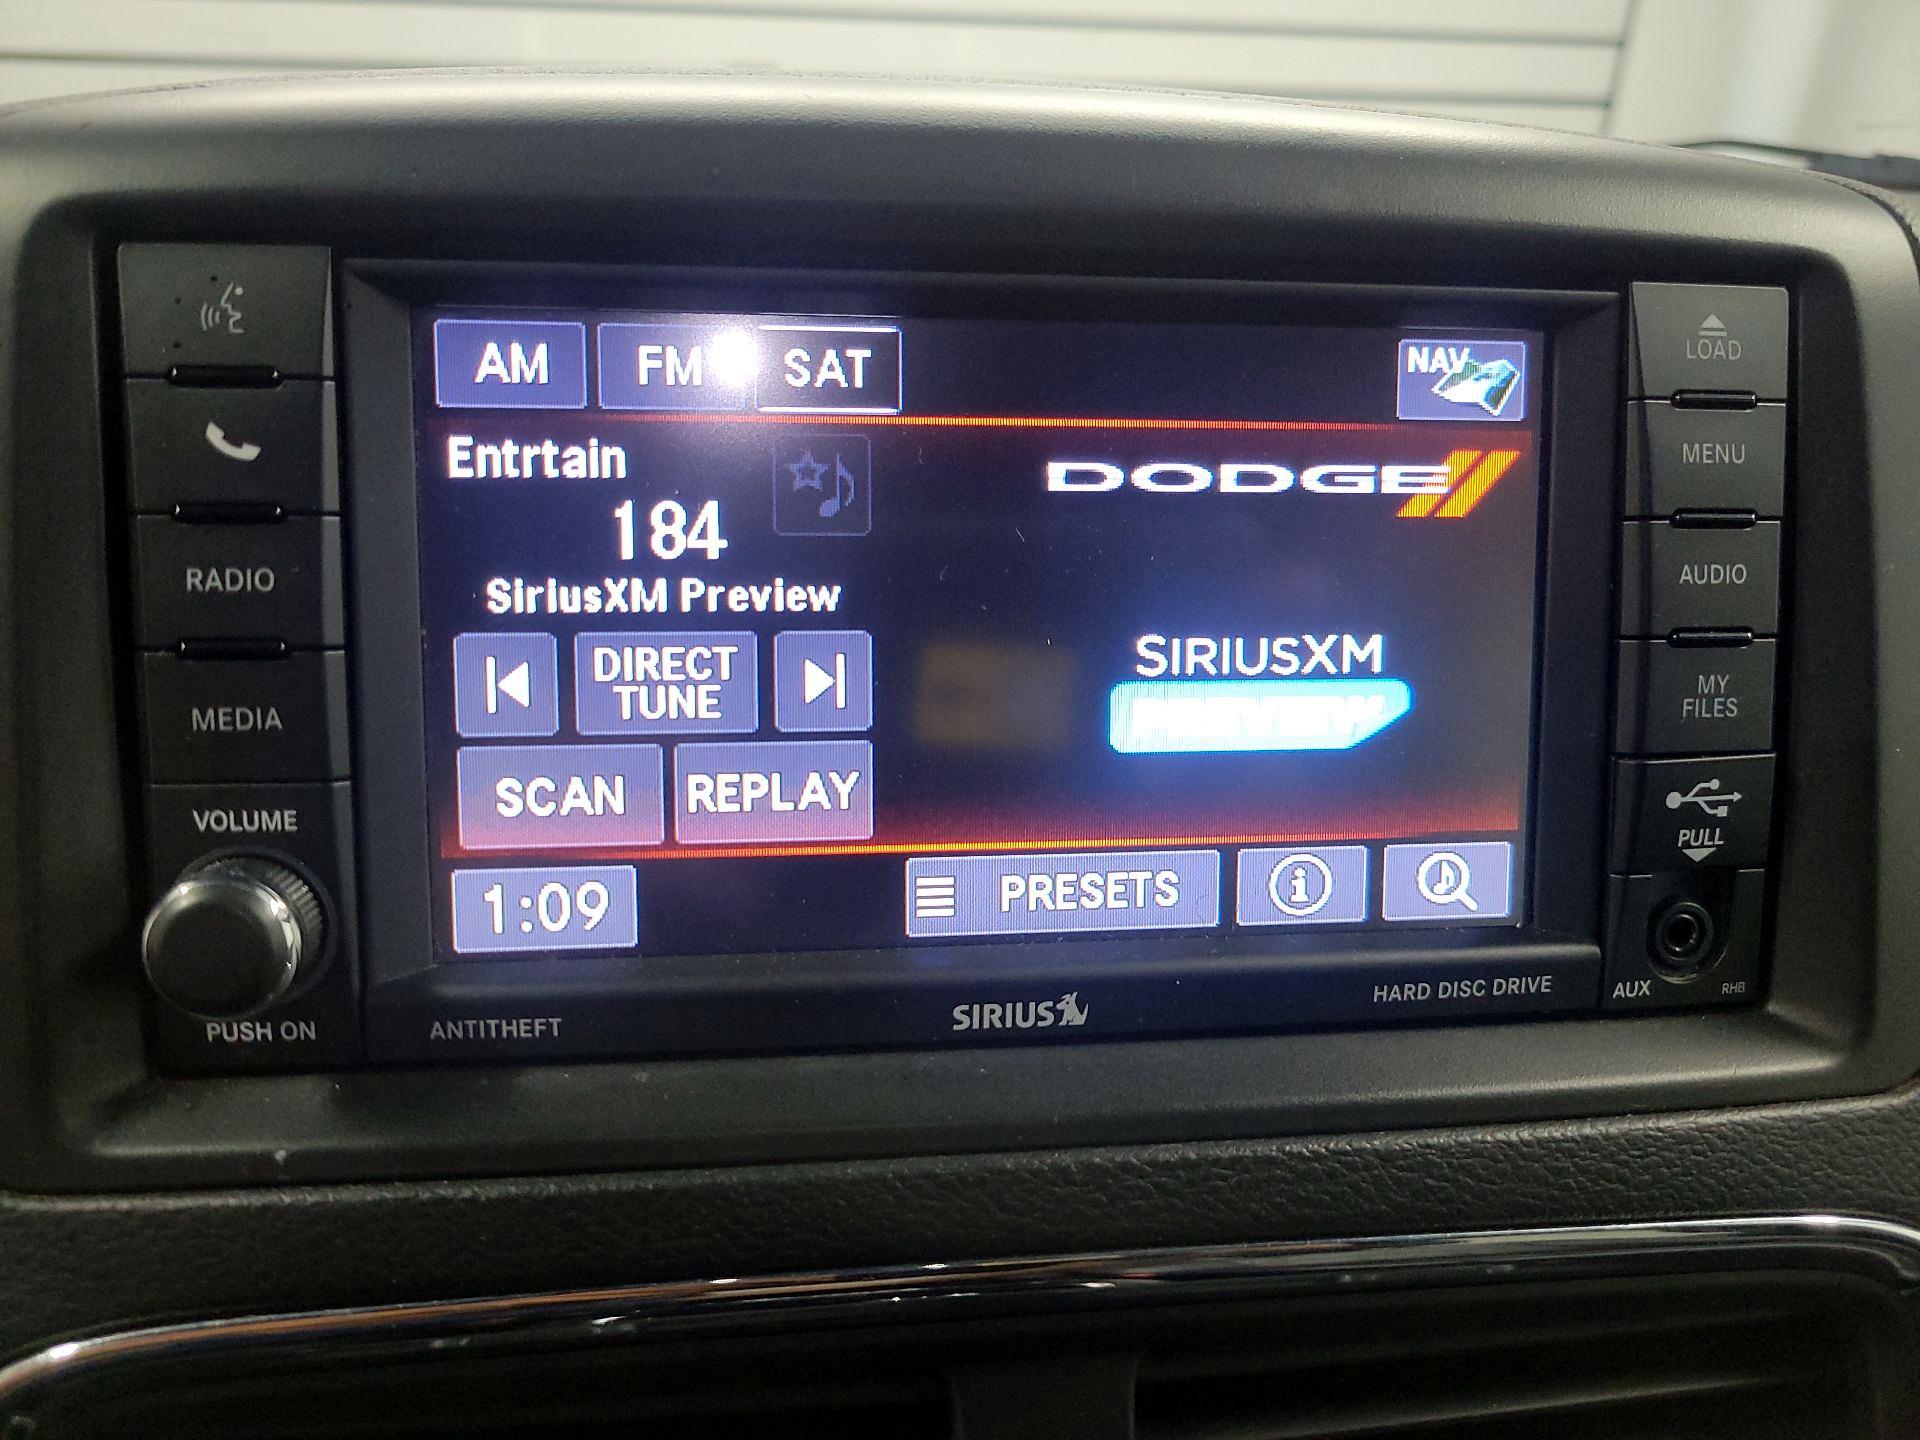 AM
FM
SAT
NAV
Entrtain
184
SiriusXM Preview
DODGE
SIRIUSXM
PREVIEW
DIRECT
TUNE
SCAN
REPLAY
1:09
PRESETS
RADIO
MEDIA
VOLUME
PUSH ON
ANTITHEFT
SIRIUS
HARD DISC DRIVE
LOAD
MENU
AUDIO
MY
FILES
PULL
AUX
RHB